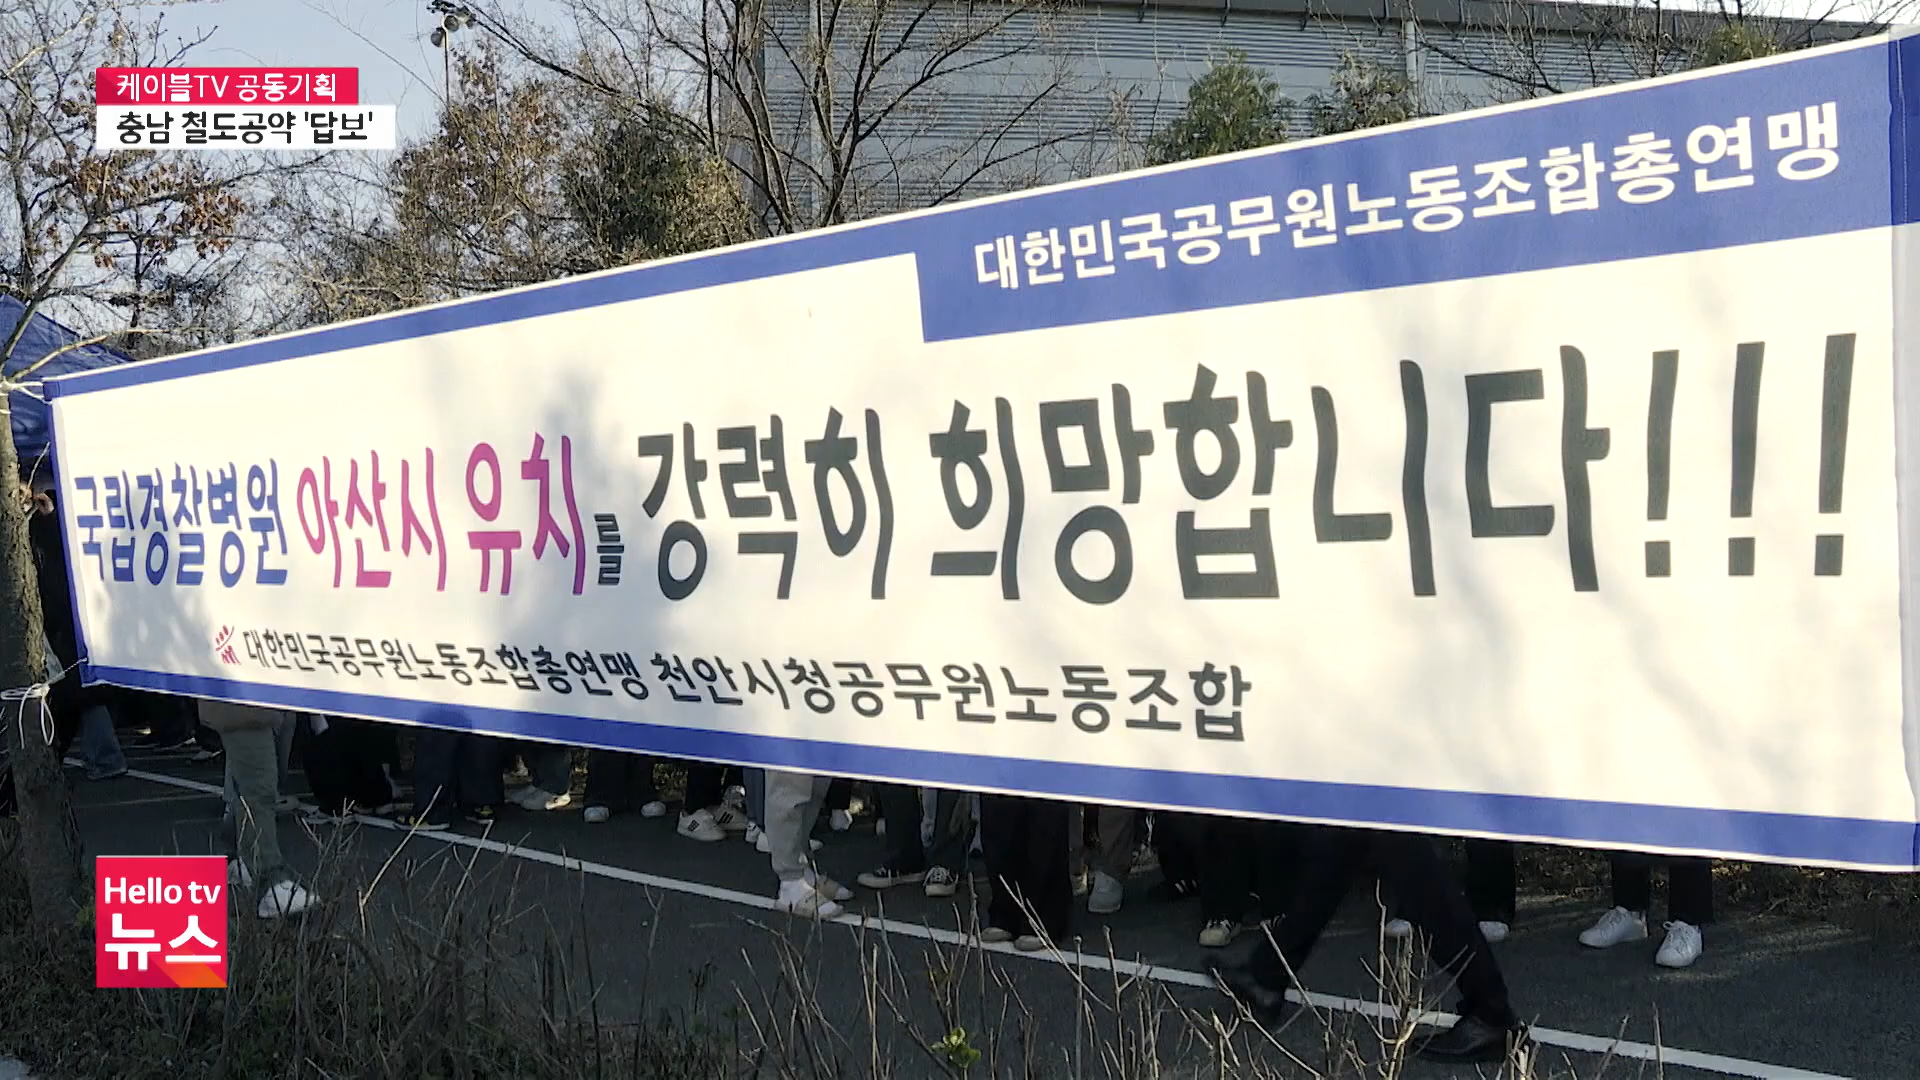 케이블TV 공동기획
충남 철도공약 '답보'
대한민국공무원노동조합총연맹
국립경찰병원 아산시 유치를 강력히 희망합니다!!!
대한민국공무원노동조합총연맹 천안시청공무원노동조합
Hello tv
뉴스